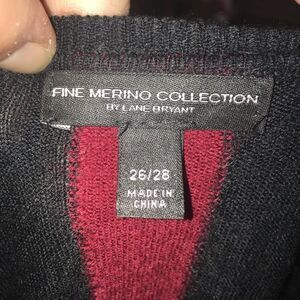 FINE MERINO COLLECTION
BY LANE BRYANT
26/28
MADE IN
CHINA